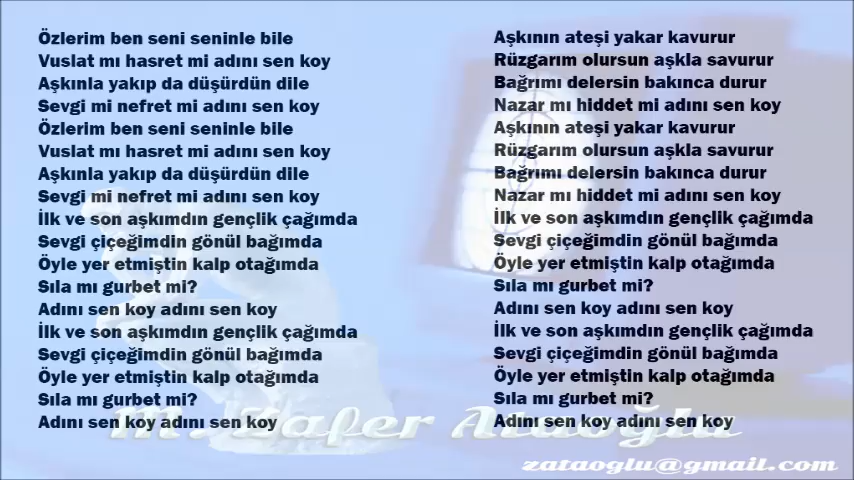 Özlerim ben seni seninle bile
Vuslat mı hasret mi adını sen koy
Aşkınla yakıp da düşürdün dile
Sevgi mi nefret mi adını sen koy
Özlerim ben seni seninle bile
Vuslat mı hasret mi adını sen koy
Aşkınla yakıp da düşürdün dile
Sevgi mi nefret mi adını sen koy
İlk ve son aşkımdın gençlik çağımda
Sevgi çiçeğimdin gönül bağımda
Öyle yer etmiştin kalp otağımda
Sıla mı gurbet mi?
Adını sen koy adını sen koy
İlk ve son aşkımdın gençlik çağımda
Sevgi çiçeğimdin gönül bağımda
Öyle yer etmiştin kalp otağımda
Sıla mı gurbet mi?
Adını sen koy adını sen koy
Aşkının ateşi yakar kavurur
Rüzgarım olursun aşkla savurur
Bağrımı delersin bakınca durur
Nazar mı hiddet mi adını sen koy
Aşkının ateşi yakar kavurur
Rüzgarım olursun aşkla savurur
Bağrımı delersin bakınca durur
Nazar mı hiddet mi adını sen koy
İlk ve son aşkımdın gençlik çağımda
Sevgi çiçeğimdin gönül bağımda
Öyle yer etmiştin kalp otağımda
Sıla mı gurbet mi?
Adını sen koy adını sen koy
İlk ve son aşkımdın gençlik çağımda
Sevgi çiçeğimdin gönül bağımda
Öyle yer etmiştin kalp otağımda
Sıla mı gurbet mi?
Adını sen koy adını sen koy
M. Zafer Ataoğlu
zataoglu@gmail.com